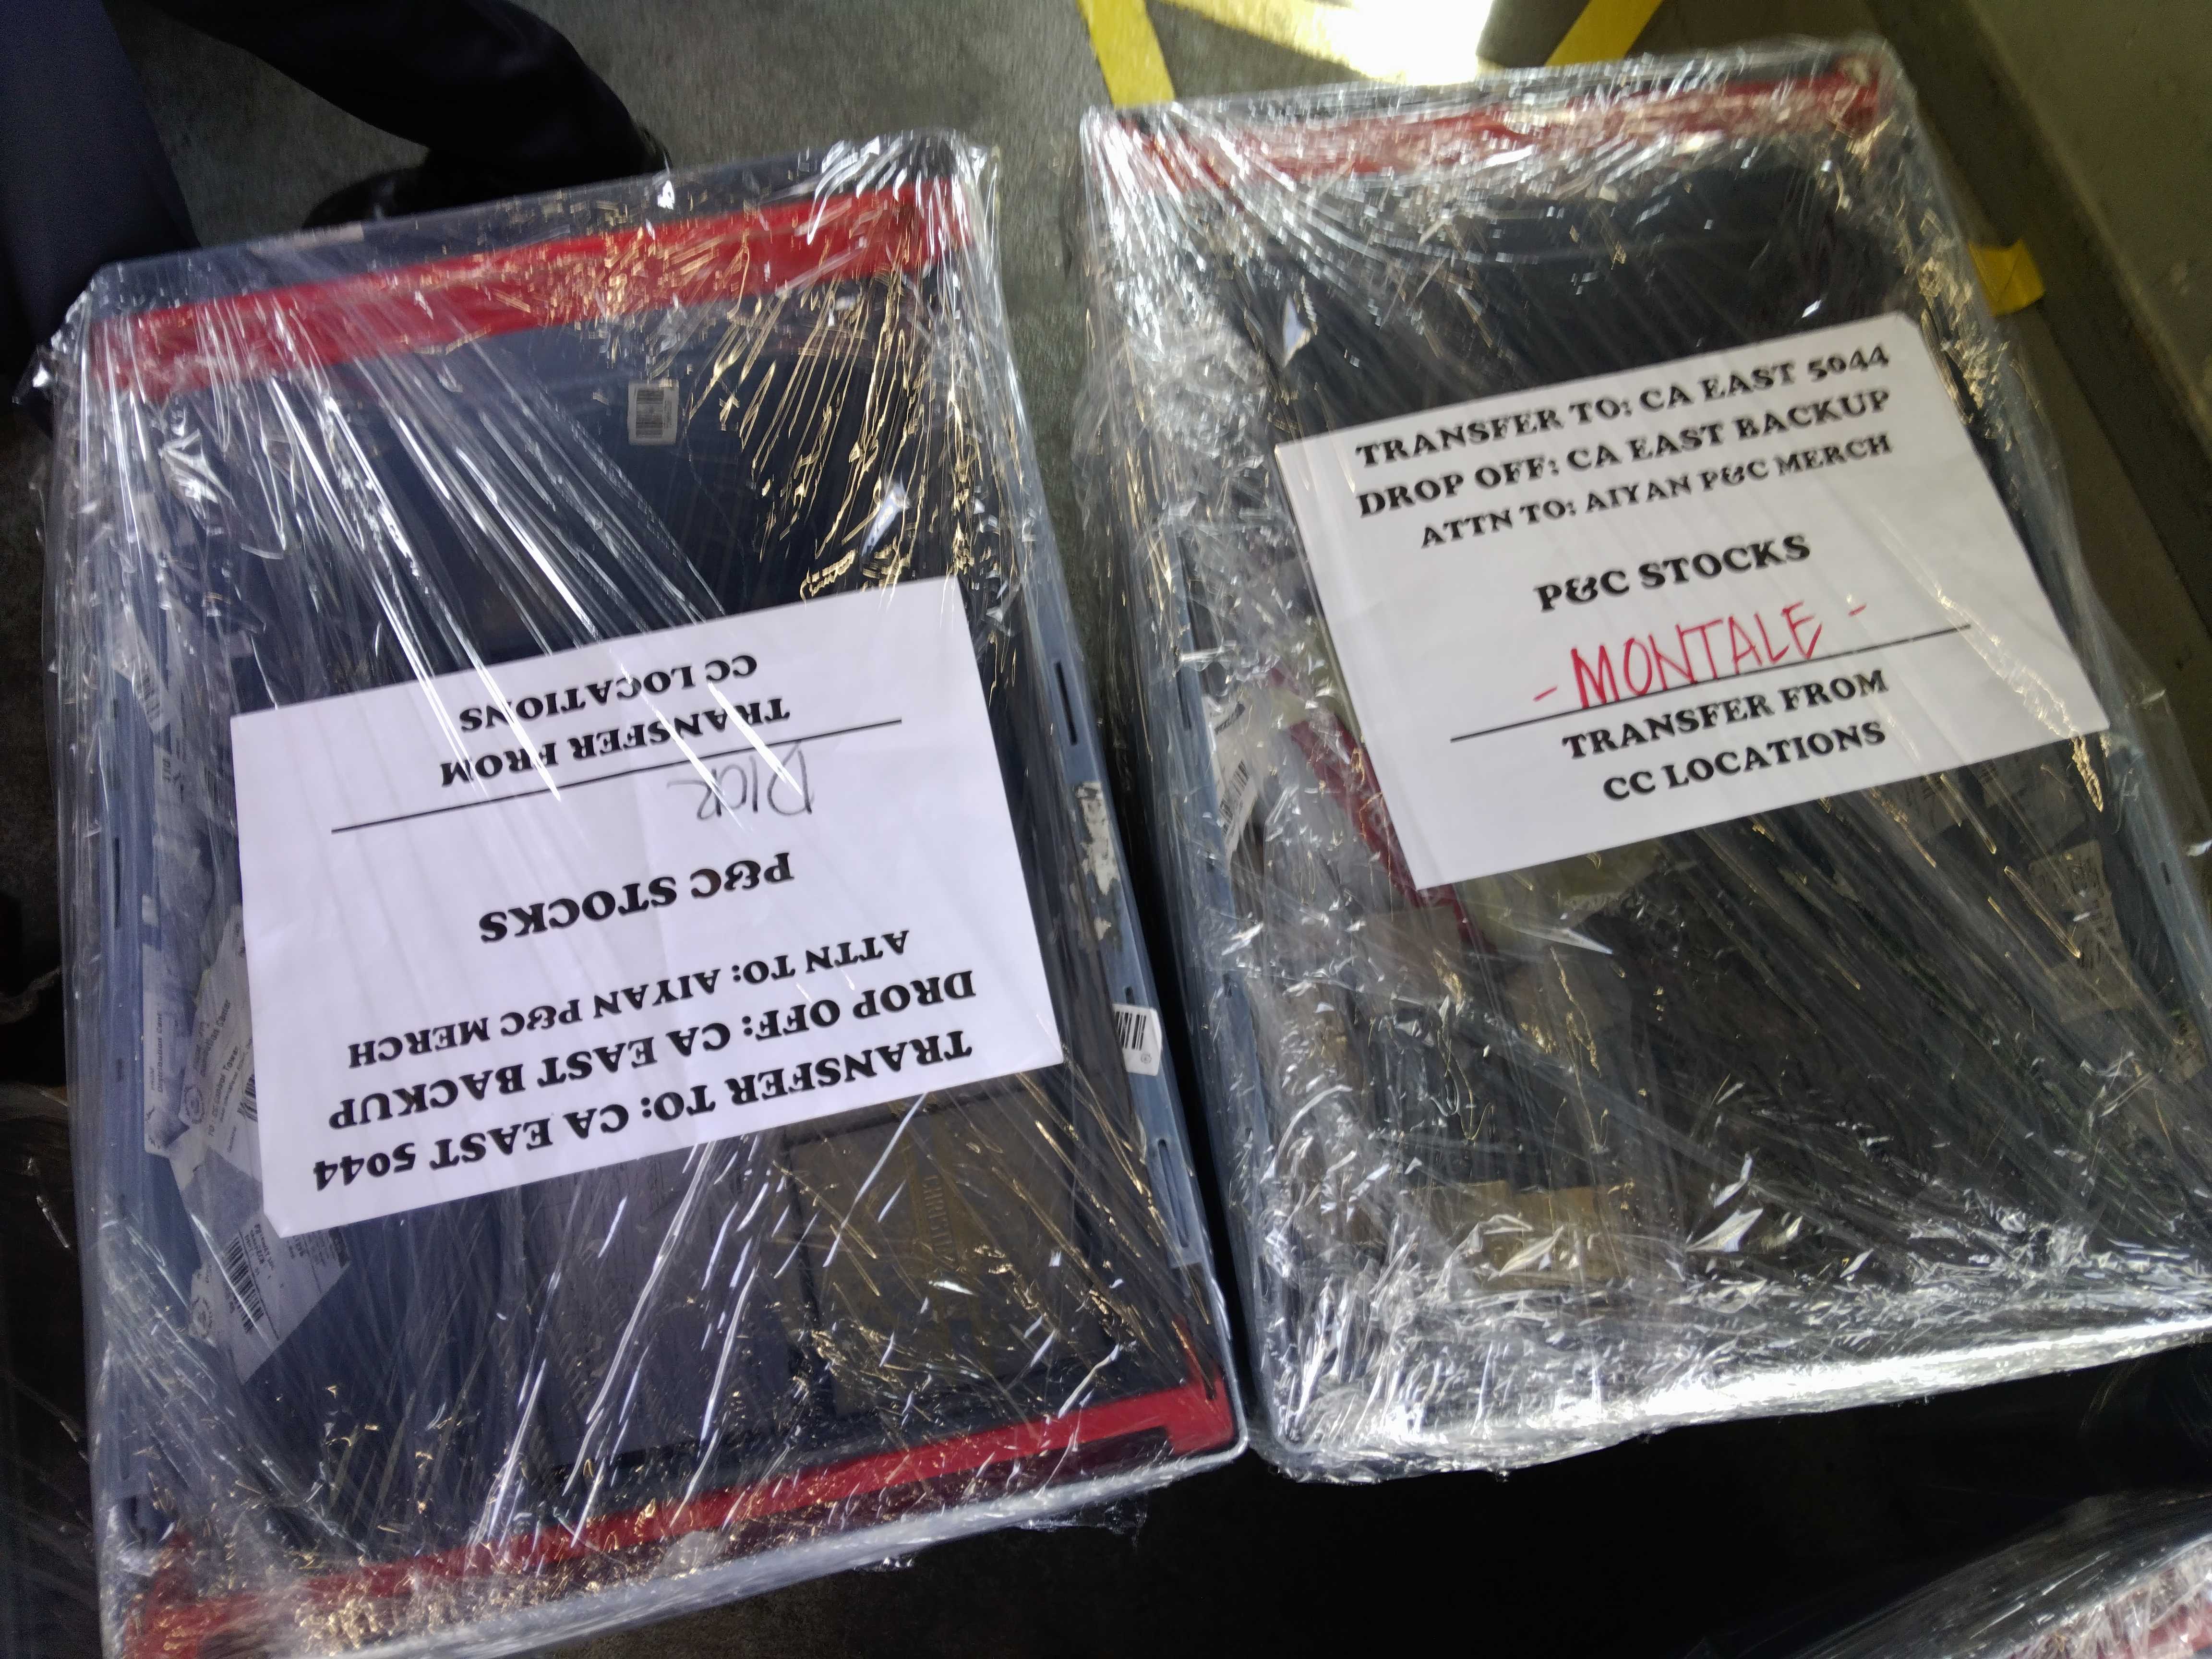 TRANSFER TO: CA EAST 5044
DROP OFF: CA EAST BACKUP
ATTN TO: AIYAN P&C MERCH
P&C STOCKS
TRANSFER FROM
CC LOCATIONS
TRANSFER TO: CA EAST 5044
DROP OFF: CA EAST BACKUP
ATTN TO: AIYAN P&C MERCH
P&C STOCKS
- MONTALE -
TRANSFER FROM
CC LOCATIONS